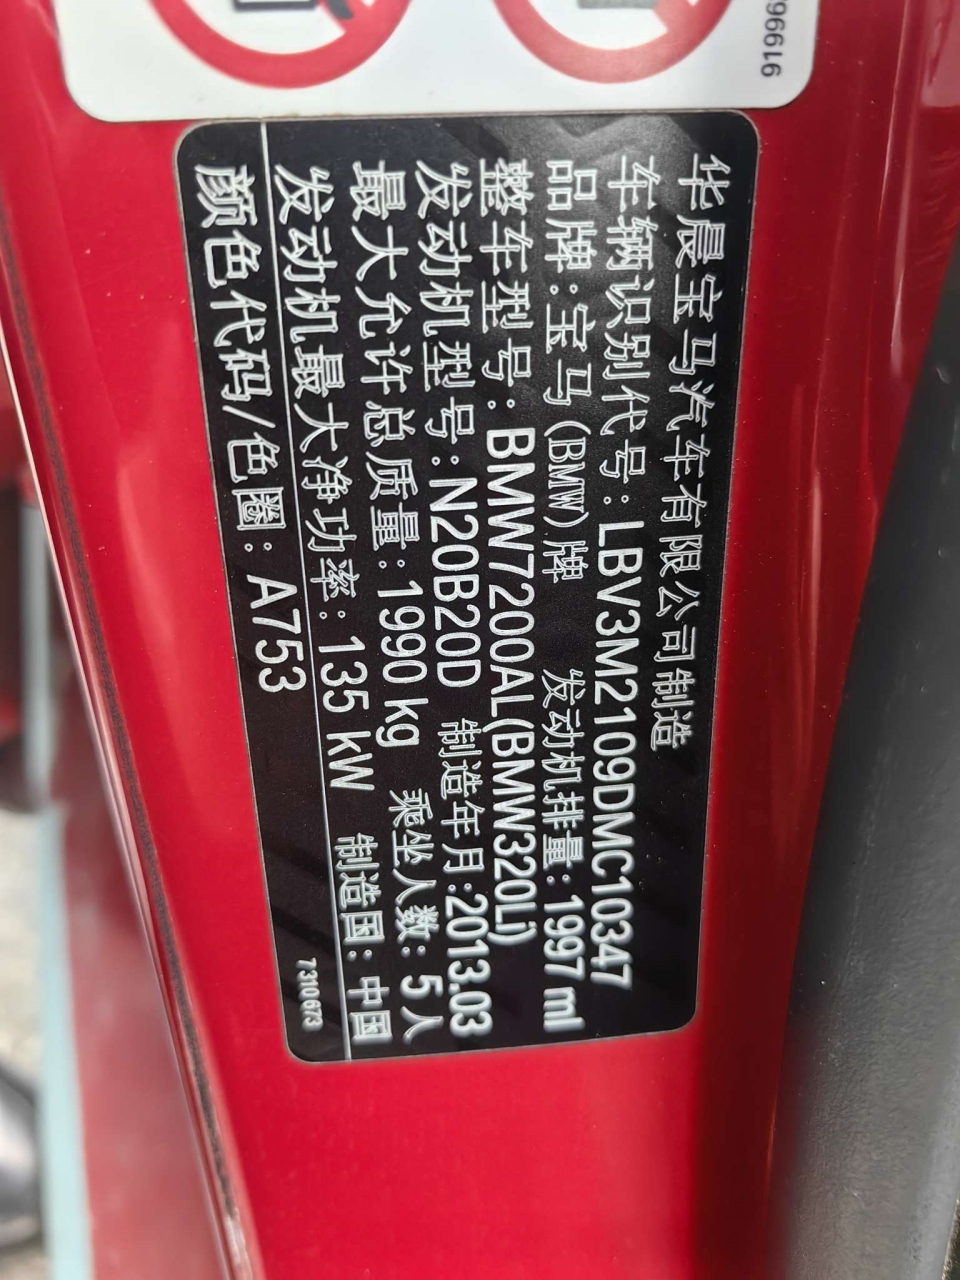 华晨宝马汽车有限公司制造
车辆识别代号:LBV3M2109DMC10347
品牌:宝马(BMW)牌 发动机排量:1997 ml
整车型号:BMW7200AL(BMW320Li)
发动机型号:N20B20D 制造年月:2013.03
最大允许总质量:1990 kg 乘坐人数:5人
发动机最大净功率:135 kW 制造国:中国
颜色代码/色圈:A753
7310673